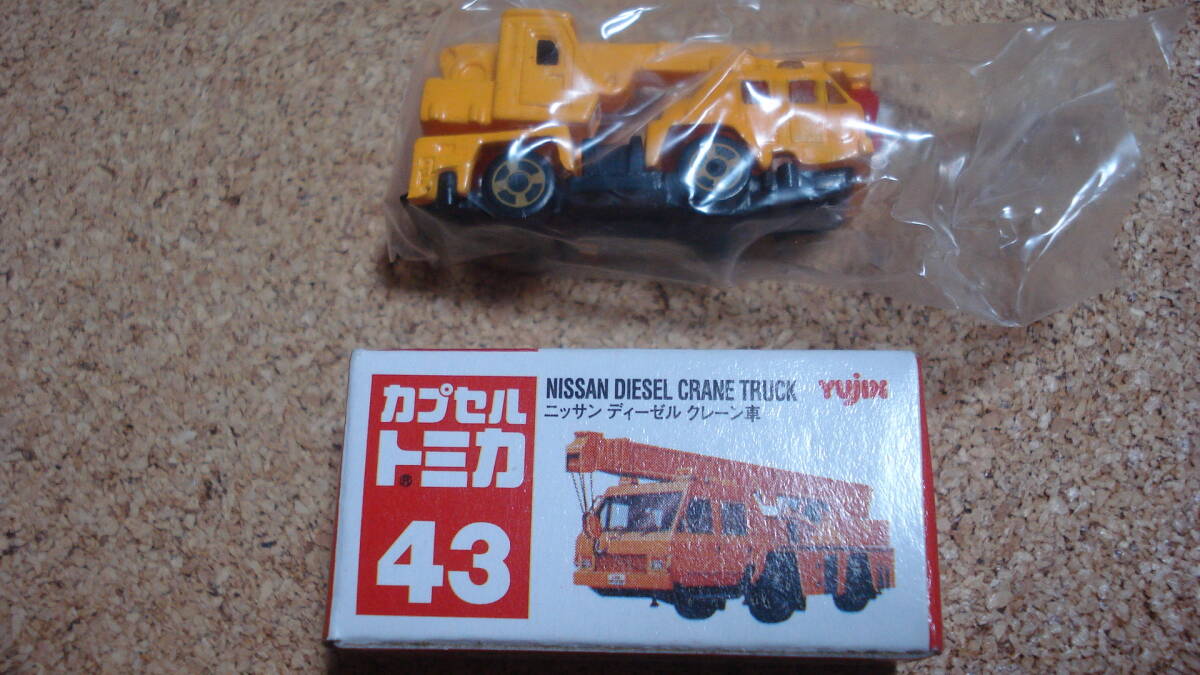 カプセル
トミカ®
43
NISSAN DIESEL CRANE TRUCK
ニッサン ディーゼル クレーン車
Yujin